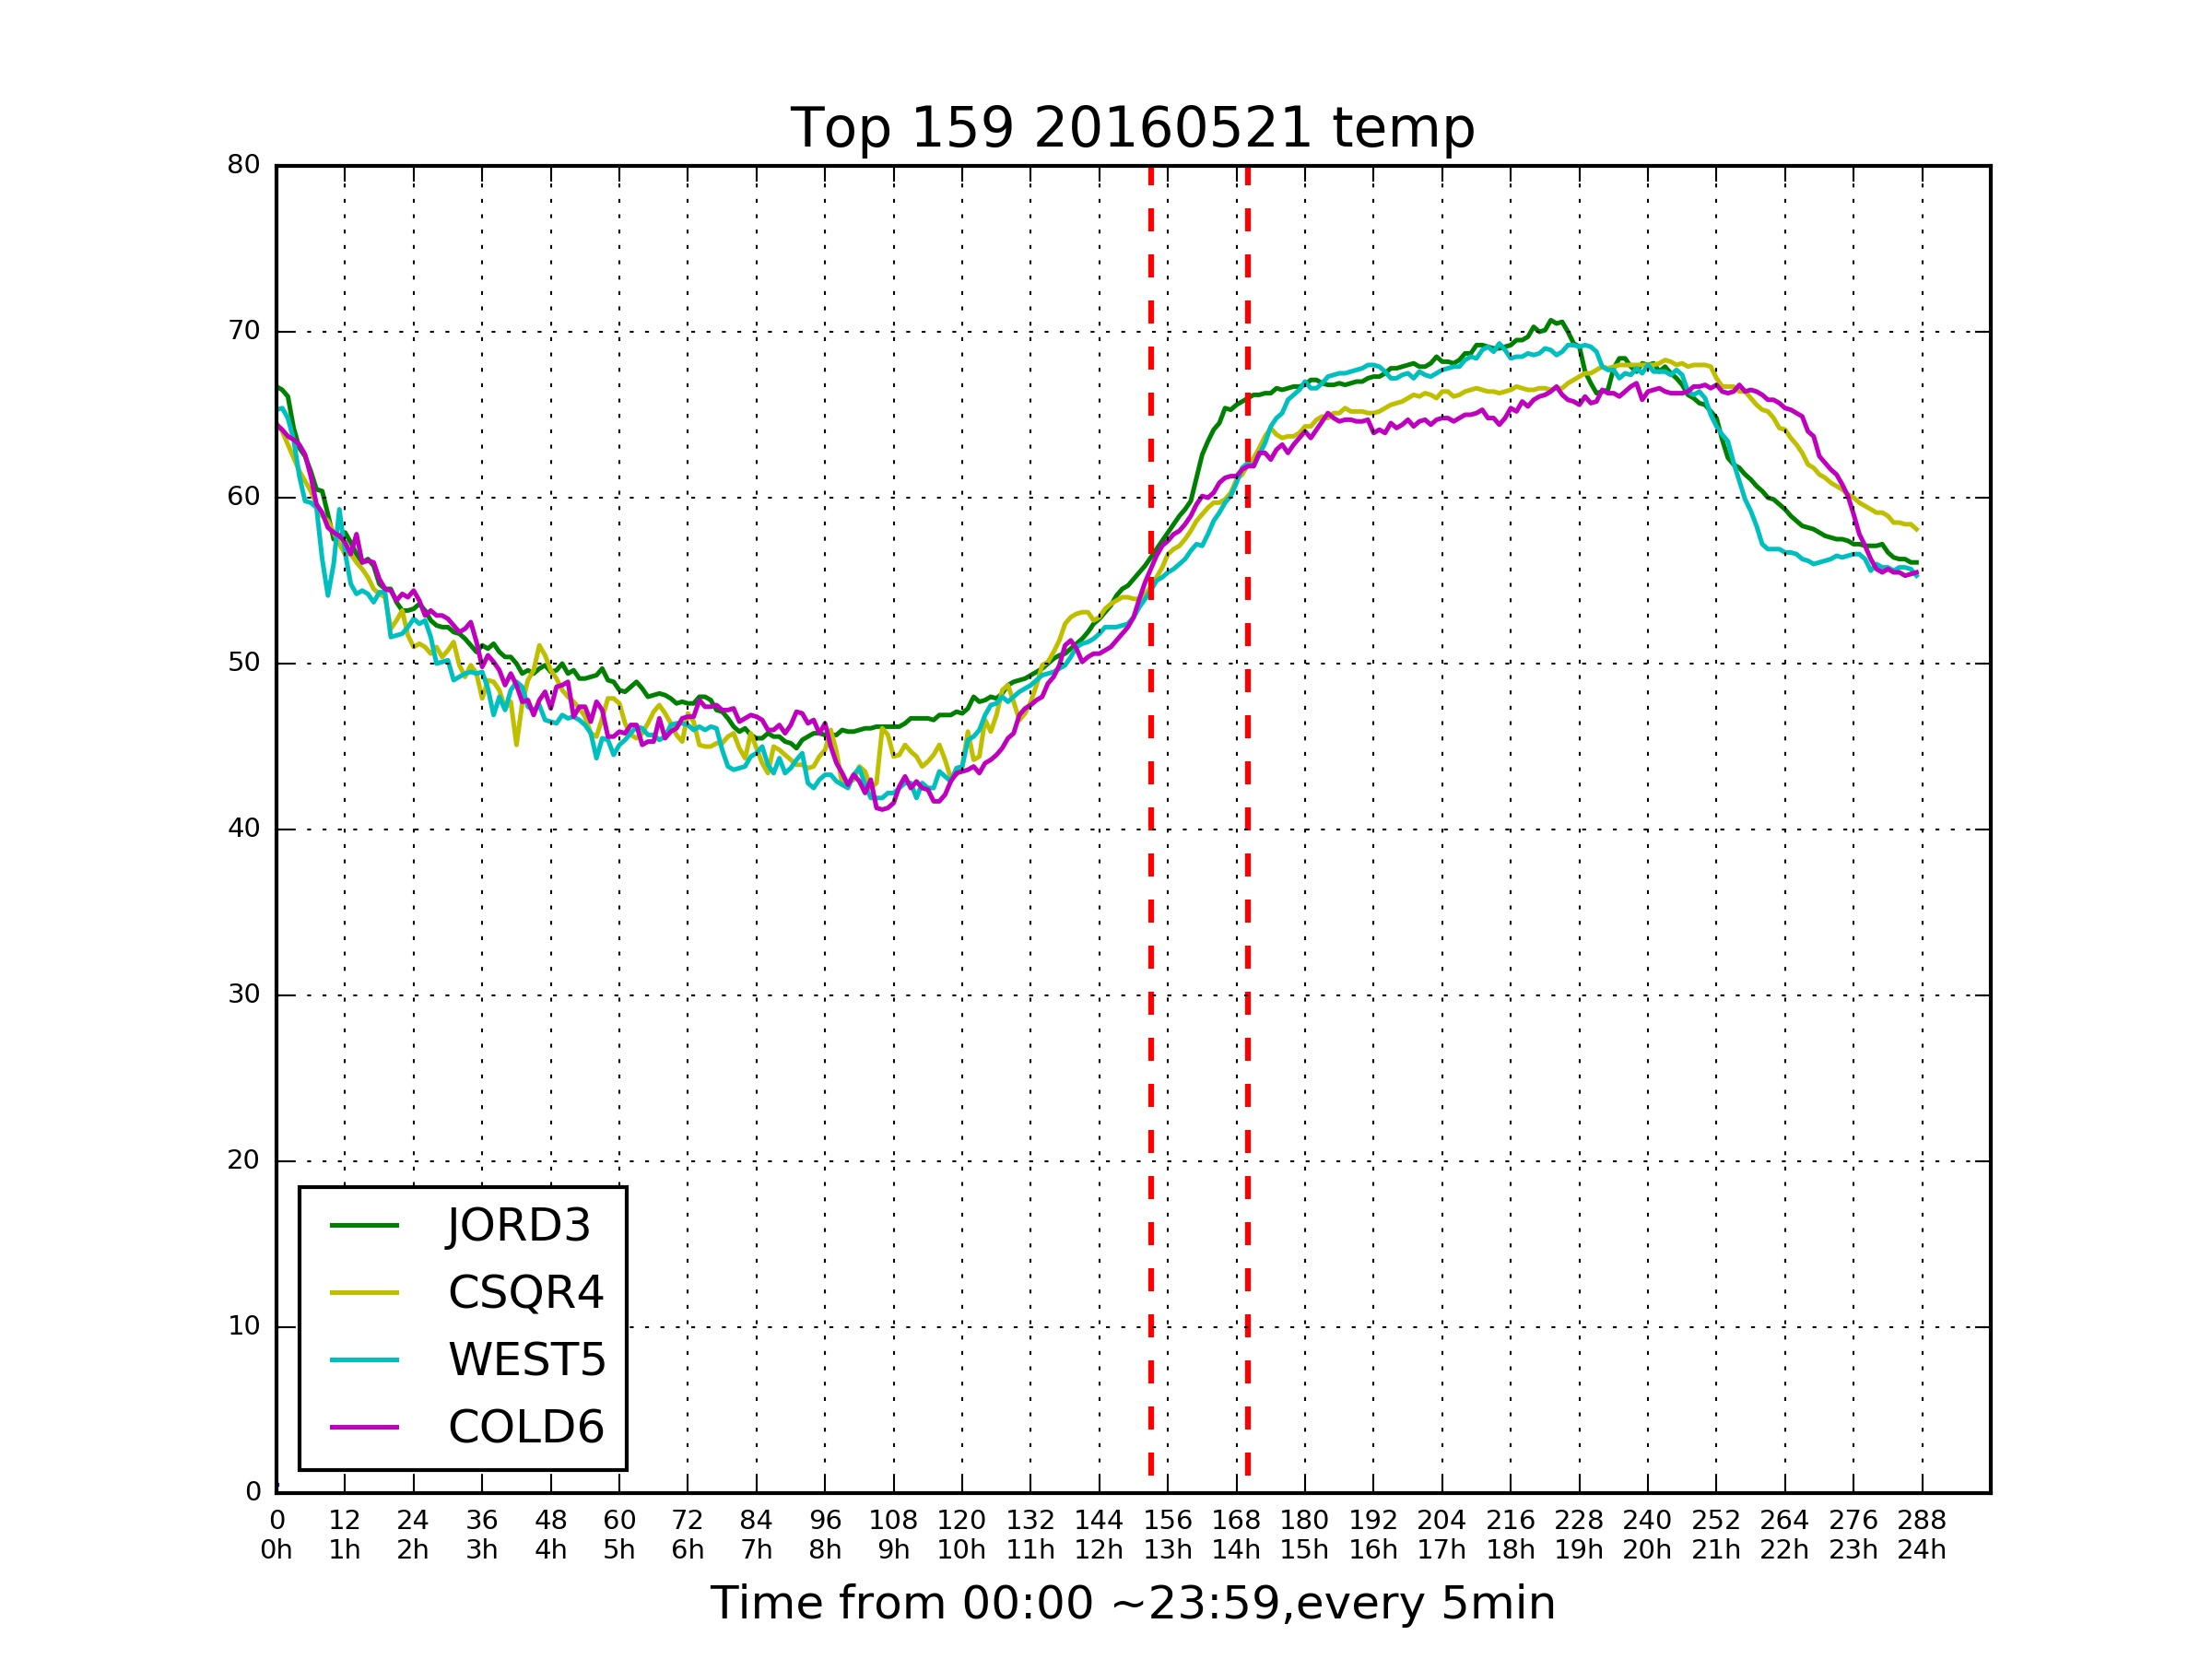 Top 159 20160521 temp
80
70
60
50
40
30
20
10
0
JORD3
CSQR4
WEST5
COLD6
0 12 24 36 48 60 72 84 96 108 120 132 144 156 168 180 192 204 216 228 240 252 264 276 288
0h 1h 2h 3h 4h 5h 6h 7h 8h 9h 10h 11h 12h 13h 14h 15h 16h 17h 18h 19h 20h 21h 22h 23h 24h
Time from 00:00 ~23:59,every 5min